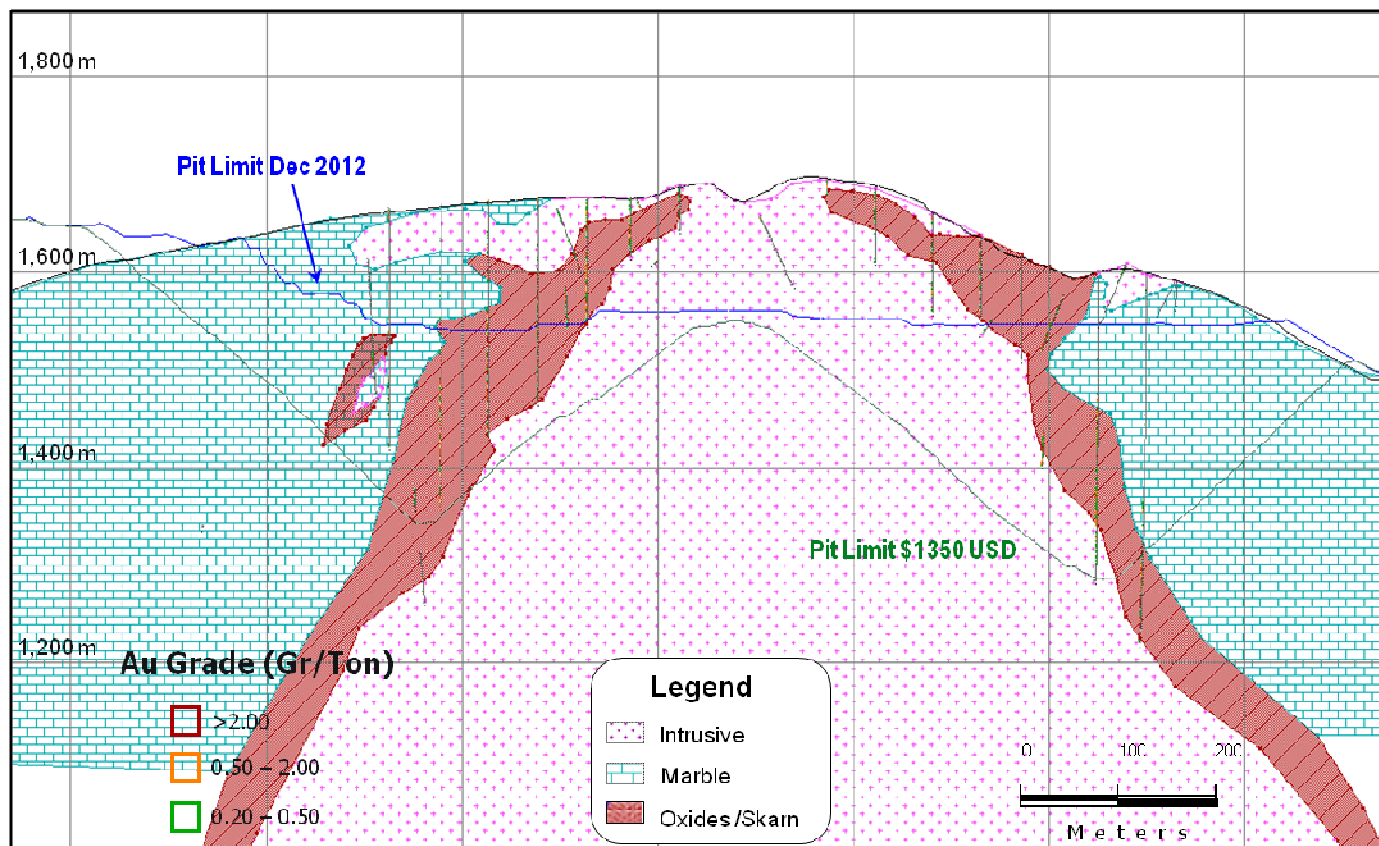 1,800 m
Pit Limit Dec 2012
1,600 m
1,400 m
Pit Limit $1350 USD
1,200 m
Au Grade (Gr/Ton)
>2.00
0.50 – 2.00
0.20 – 0.50
Legend
Intrusive
Marble
Oxides/Skarn
0 100 200
Meters